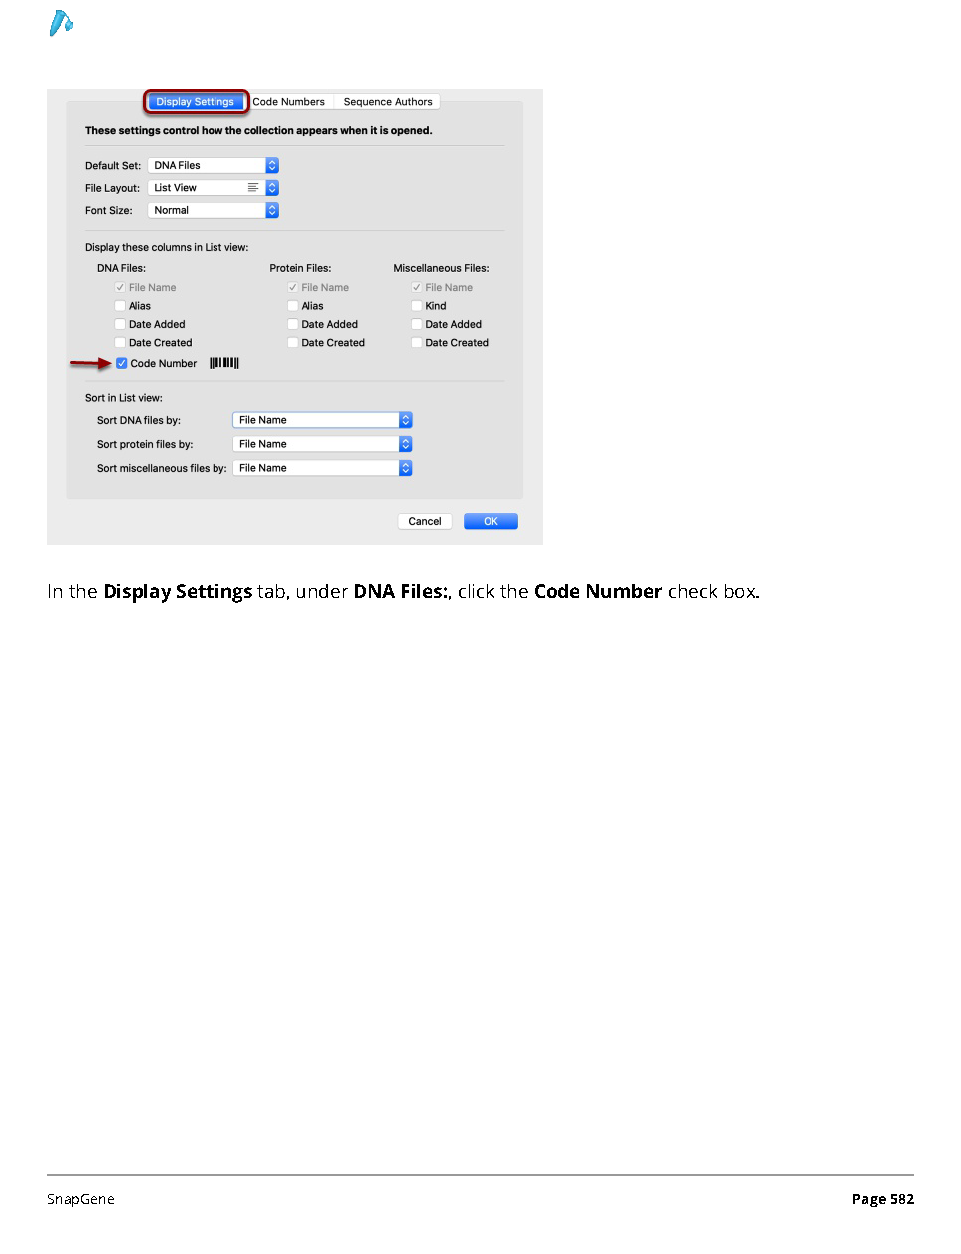 Display Settings Code Numbers Sequence Authors
These settings control how the collection appears when it is opened.
Default Set: DNA Files
File Layout: List View
Font Size: Normal
Display these columns in List view:
DNA Files: Protein Files: Miscellaneous Files:
File Name File Name File Name
Alias Alias Kind
Date Added Date Added Date Added
Date Created Date Created Date Created
Code Number
Sort in List view:
Sort DNA files by: File Name
Sort protein files by: File Name
Sort miscellaneous files by: File Name
Cancel OK
In the Display Settings tab, under DNA Files:, click the Code Number check box.
SnapGene Page 582